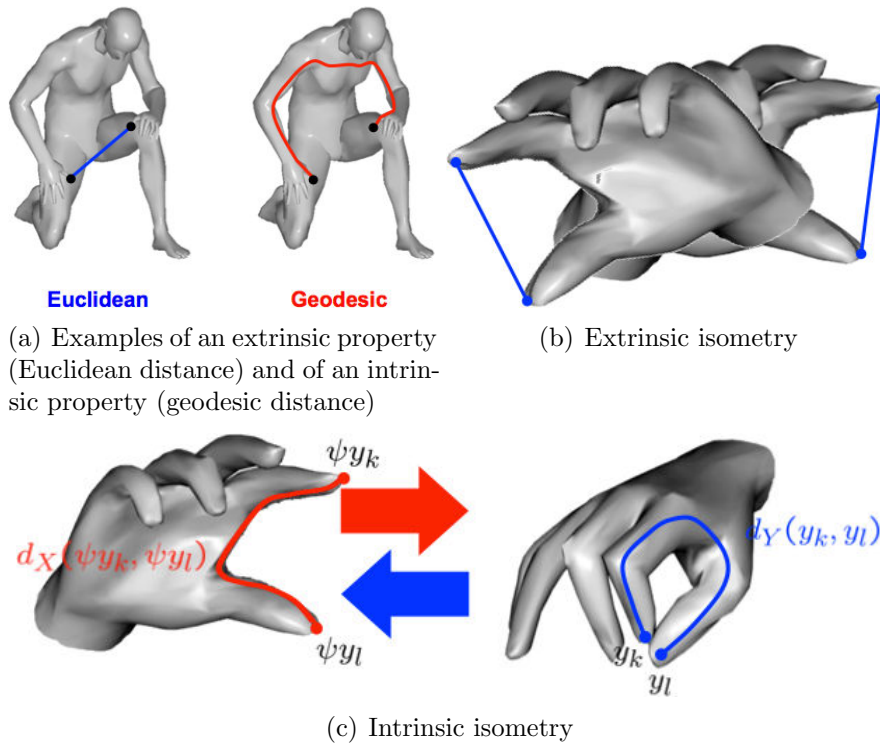 Euclidean Geodesic
(a) Examples of an extrinsic property
(Euclidean distance) and of an intrin-
sic property (geodesic distance)
(b) Extrinsic isometry
ψy_k
d_X(ψy_k, ψy_l)
ψy_l
d_Y(y_k, y_l)
y_k
y_l
(c) Intrinsic isometry